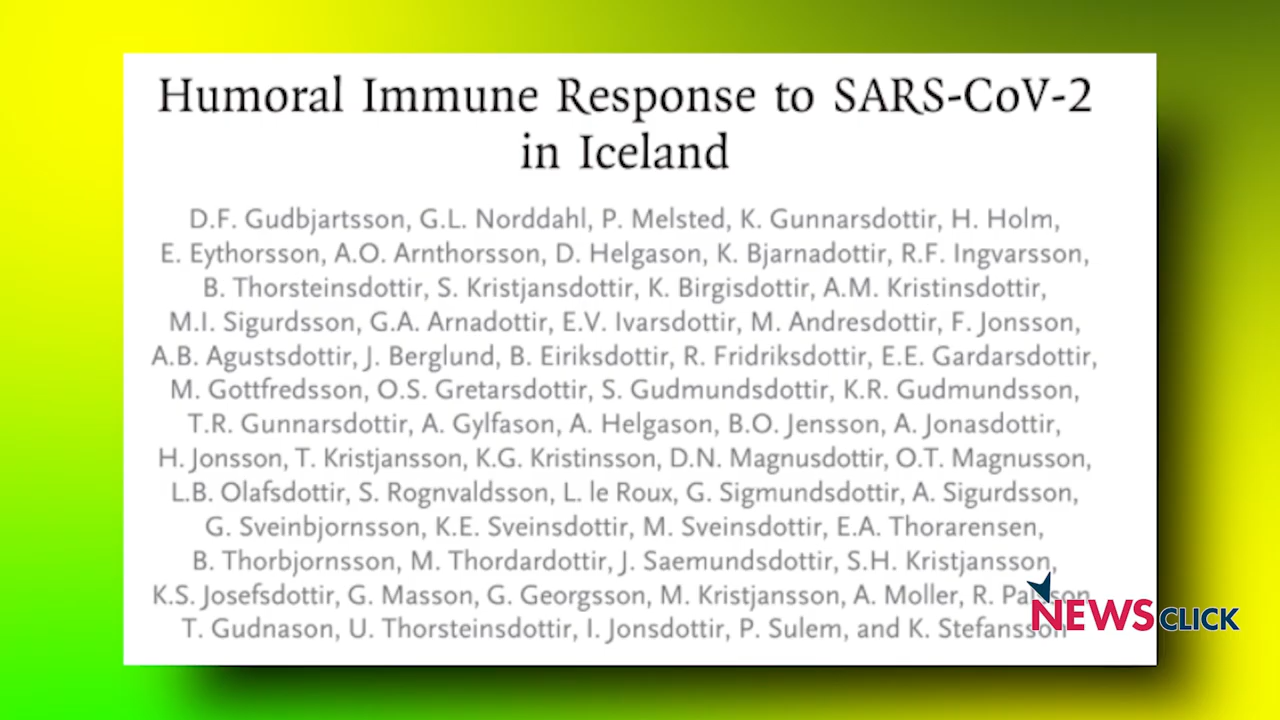 Humoral Immune Response to SARS-CoV-2
in Iceland
D.F. Gudbjartsson, G.L. Norddahl, P. Melsted, K. Gunnarsdottir, H. Holm,
E. Eythorsson, A.O. Arnthorsson, D. Helgason, K. Bjarnadottir, R.F. Ingvarsson,
B. Thorsteinsdottir, S. Kristjansdottir, K. Birgisdottir, A.M. Kristinsdottir,
M.I. Sigurdsson, G.A. Arnadottir, E.V. Ivarsdottir, M. Andresdottir, F. Jonsson,
A.B. Agustsdottir, J. Berglund, B. Eiriksdottir, R. Fridriksdottir, E.E. Gardarsdottir,
M. Gottfredsson, O.S. Gretarsdottir, S. Gudmundsdottir, K.R. Gudmundsson,
T.R. Gunnarsdottir, A. Gylfason, A. Helgason, B.O. Jensson, A. Jonasdottir,
H. Jonsson, T. Kristjansson, K.G. Kristinsson, D.N. Magnusdottir, O.T. Magnusson,
L.B. Olafsdottir, S. Rognvaldsson, L. le Roux, G. Sigmundsdottir, A. Sigurdsson,
G. Sveinbjornsson, K.E. Sveinsdottir, M. Sveinsdottir, E.A. Thorarensen,
B. Thorbjornsson, M. Thordardottir, J. Saemundsdottir, S.H. Kristjansson,
K.S. Josefsdottir, G. Masson, G. Georgsson, M. Kristjansson, A. Moller, R.
T. Gudnason, U. Thorsteinsdottir, I. Jonsdottir, P. Sulem, and K. Stefansson
NEWSCLICK